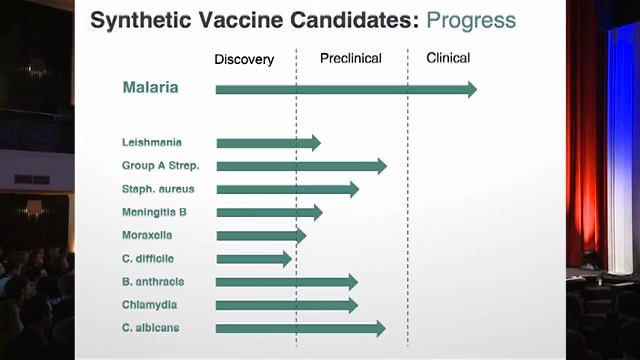 Synthetic Vaccine Candidates: Progress
Discovery Preclinical Clinical
Malaria
Leishmania
Group A Strep.
Staph. aureus
Meningitis B
Moraxella
C. difficile
B. anthracis
Chlamydia
C. albicans